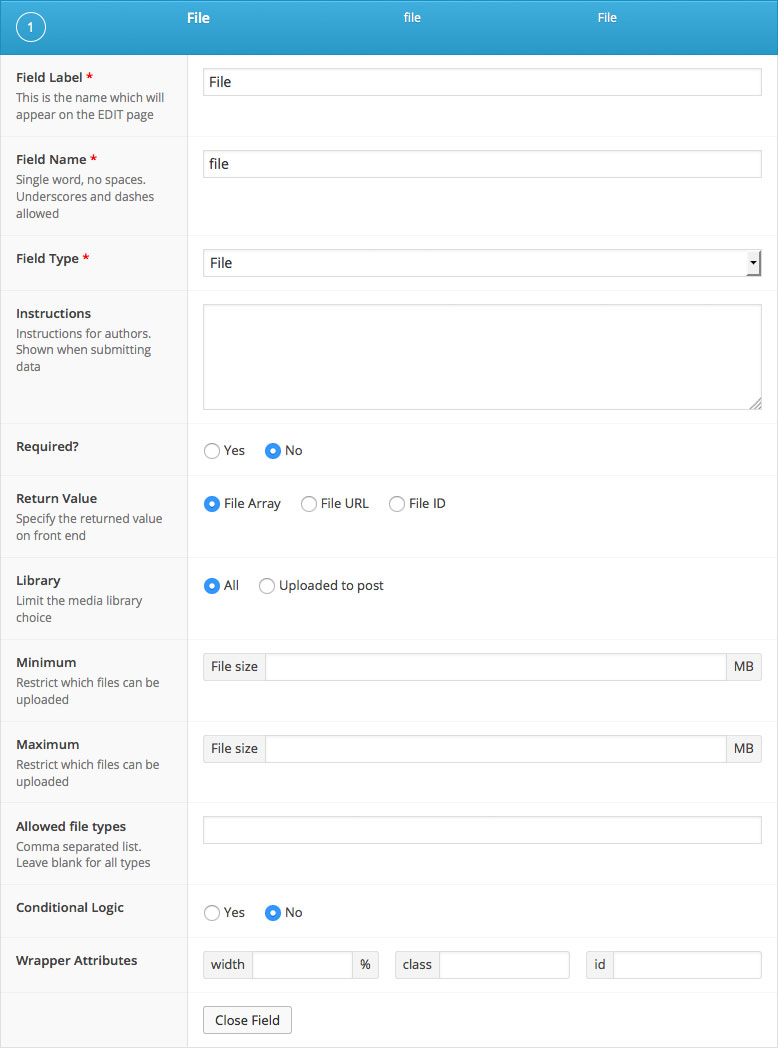 1 File file File
Field Label *
This is the name which will
appear on the EDIT page
File
Field Name *
Single word, no spaces.
Underscores and dashes
allowed
file
Field Type *
File
Instructions
Instructions for authors.
Shown when submitting
data
Required?
Yes No
Return Value
Specify the returned value
on front end
File Array File URL File ID
Library
Limit the media library
choice
All Uploaded to post
Minimum
Restrict which files can be
uploaded
File size MB
Maximum
Restrict which files can be
uploaded
File size MB
Allowed file types
Comma separated list.
Leave blank for all types
Conditional Logic
Yes No
Wrapper Attributes
width % class id
Close Field